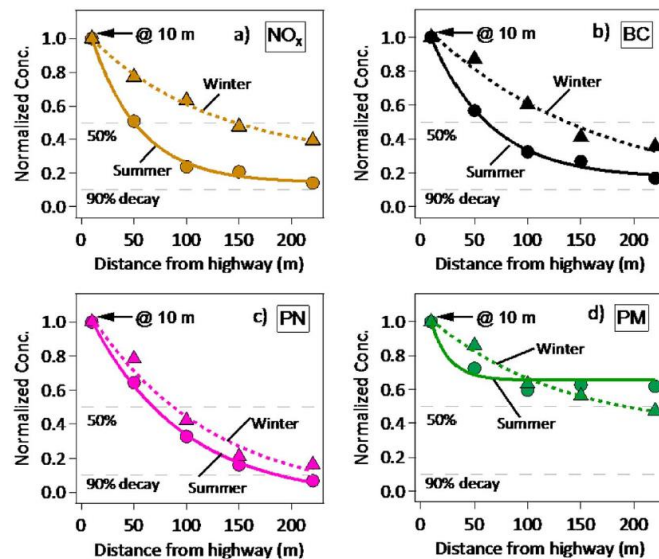 a) NOx
@ 10 m
Winter
50%
Summer
90% decay
1.0
0.8
0.6
0.4
0.2
0.0
Normalized Conc.
0 50 100 150 200
Distance from highway (m)
b) BC
@ 10 m
Winter
50%
Summer
90% decay
1.0
0.8
0.6
0.4
0.2
0.0
Normalized Conc.
0 50 100 150 200
Distance from highway (m)
c) PN
@ 10 m
50%
Winter
Summer
90% decay
1.0
0.8
0.6
0.4
0.2
0.0
Normalized Conc.
0 50 100 150 200
Distance from highway (m)
d) PM
@ 10 m
Winter
Summer
50%
90% decay
1.0
0.8
0.6
0.4
0.2
0.0
Normalized Conc.
0 50 100 150 200
Distance from highway (m)